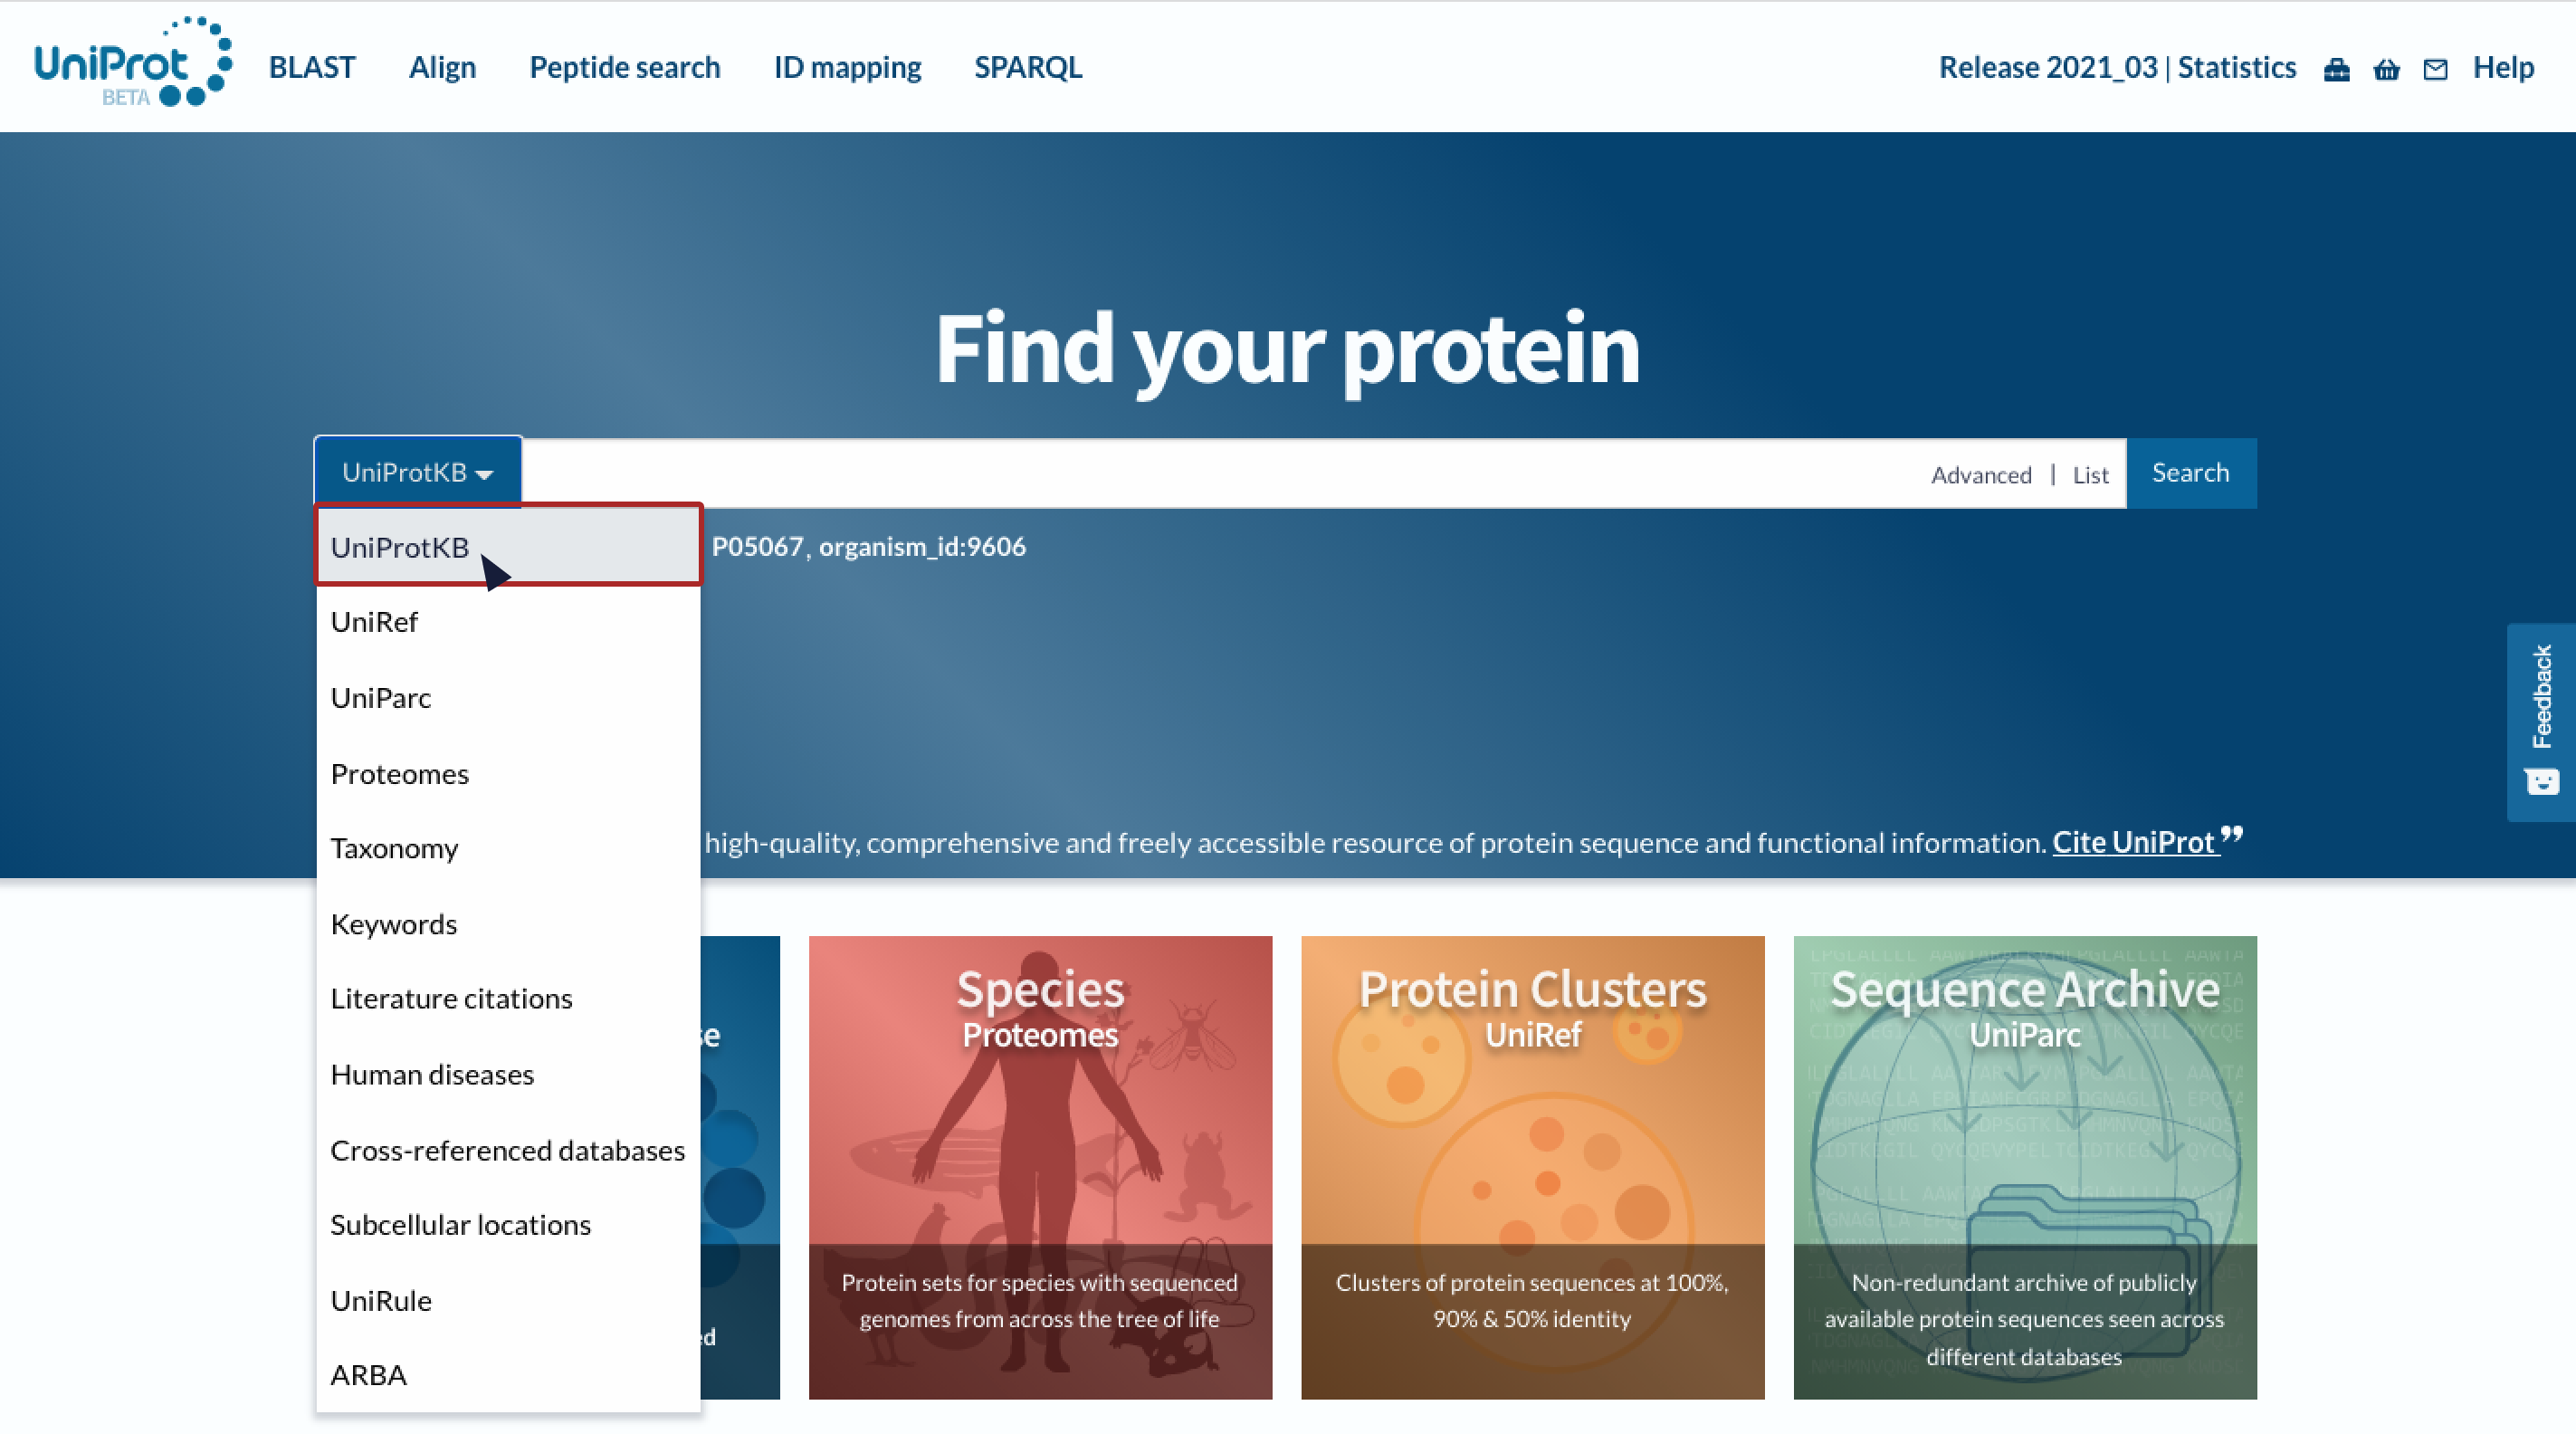 UniProt
BETA
BLAST Align Peptide search ID mapping SPARQL
Release 2021_03 | Statistics Help
Find your protein
UniProtKB
Advanced | List
Search
UniProtKB
P05067, organism_id:9606
UniRef
UniParc
Proteomes
Taxonomy
Keywords
Literature citations
Human diseases
Cross-referenced databases
Subcellular locations
UniRule
ARBA
Feedback
high-quality, comprehensive and freely accessible resource of protein sequence and functional information. Cite UniProt ”
Species
Proteomes
Protein sets for species with sequenced
genomes from across the tree of life
Protein Clusters
UniRef
Clusters of protein sequences at 100%,
90% & 50% identity
Sequence Archive
UniParc
Non-redundant archive of publicly
available protein sequences seen across
different databases